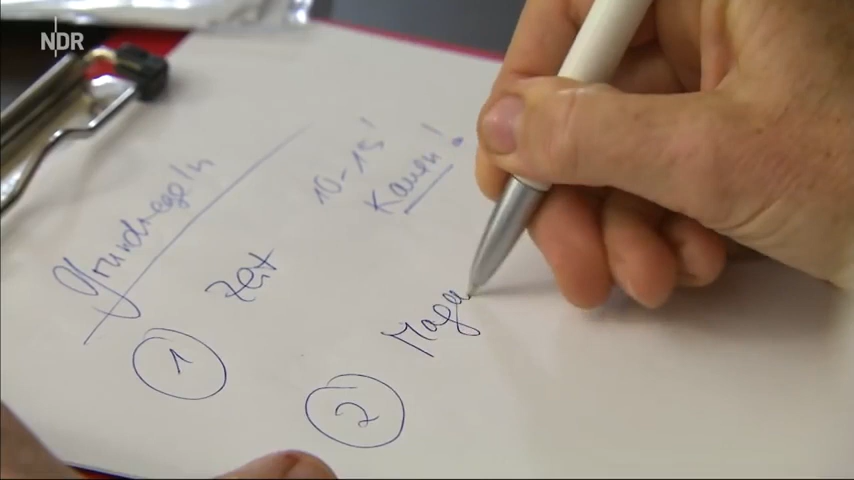 NDR
Grundregeln
① Zeit 10-15'
Kauen!
② Mage